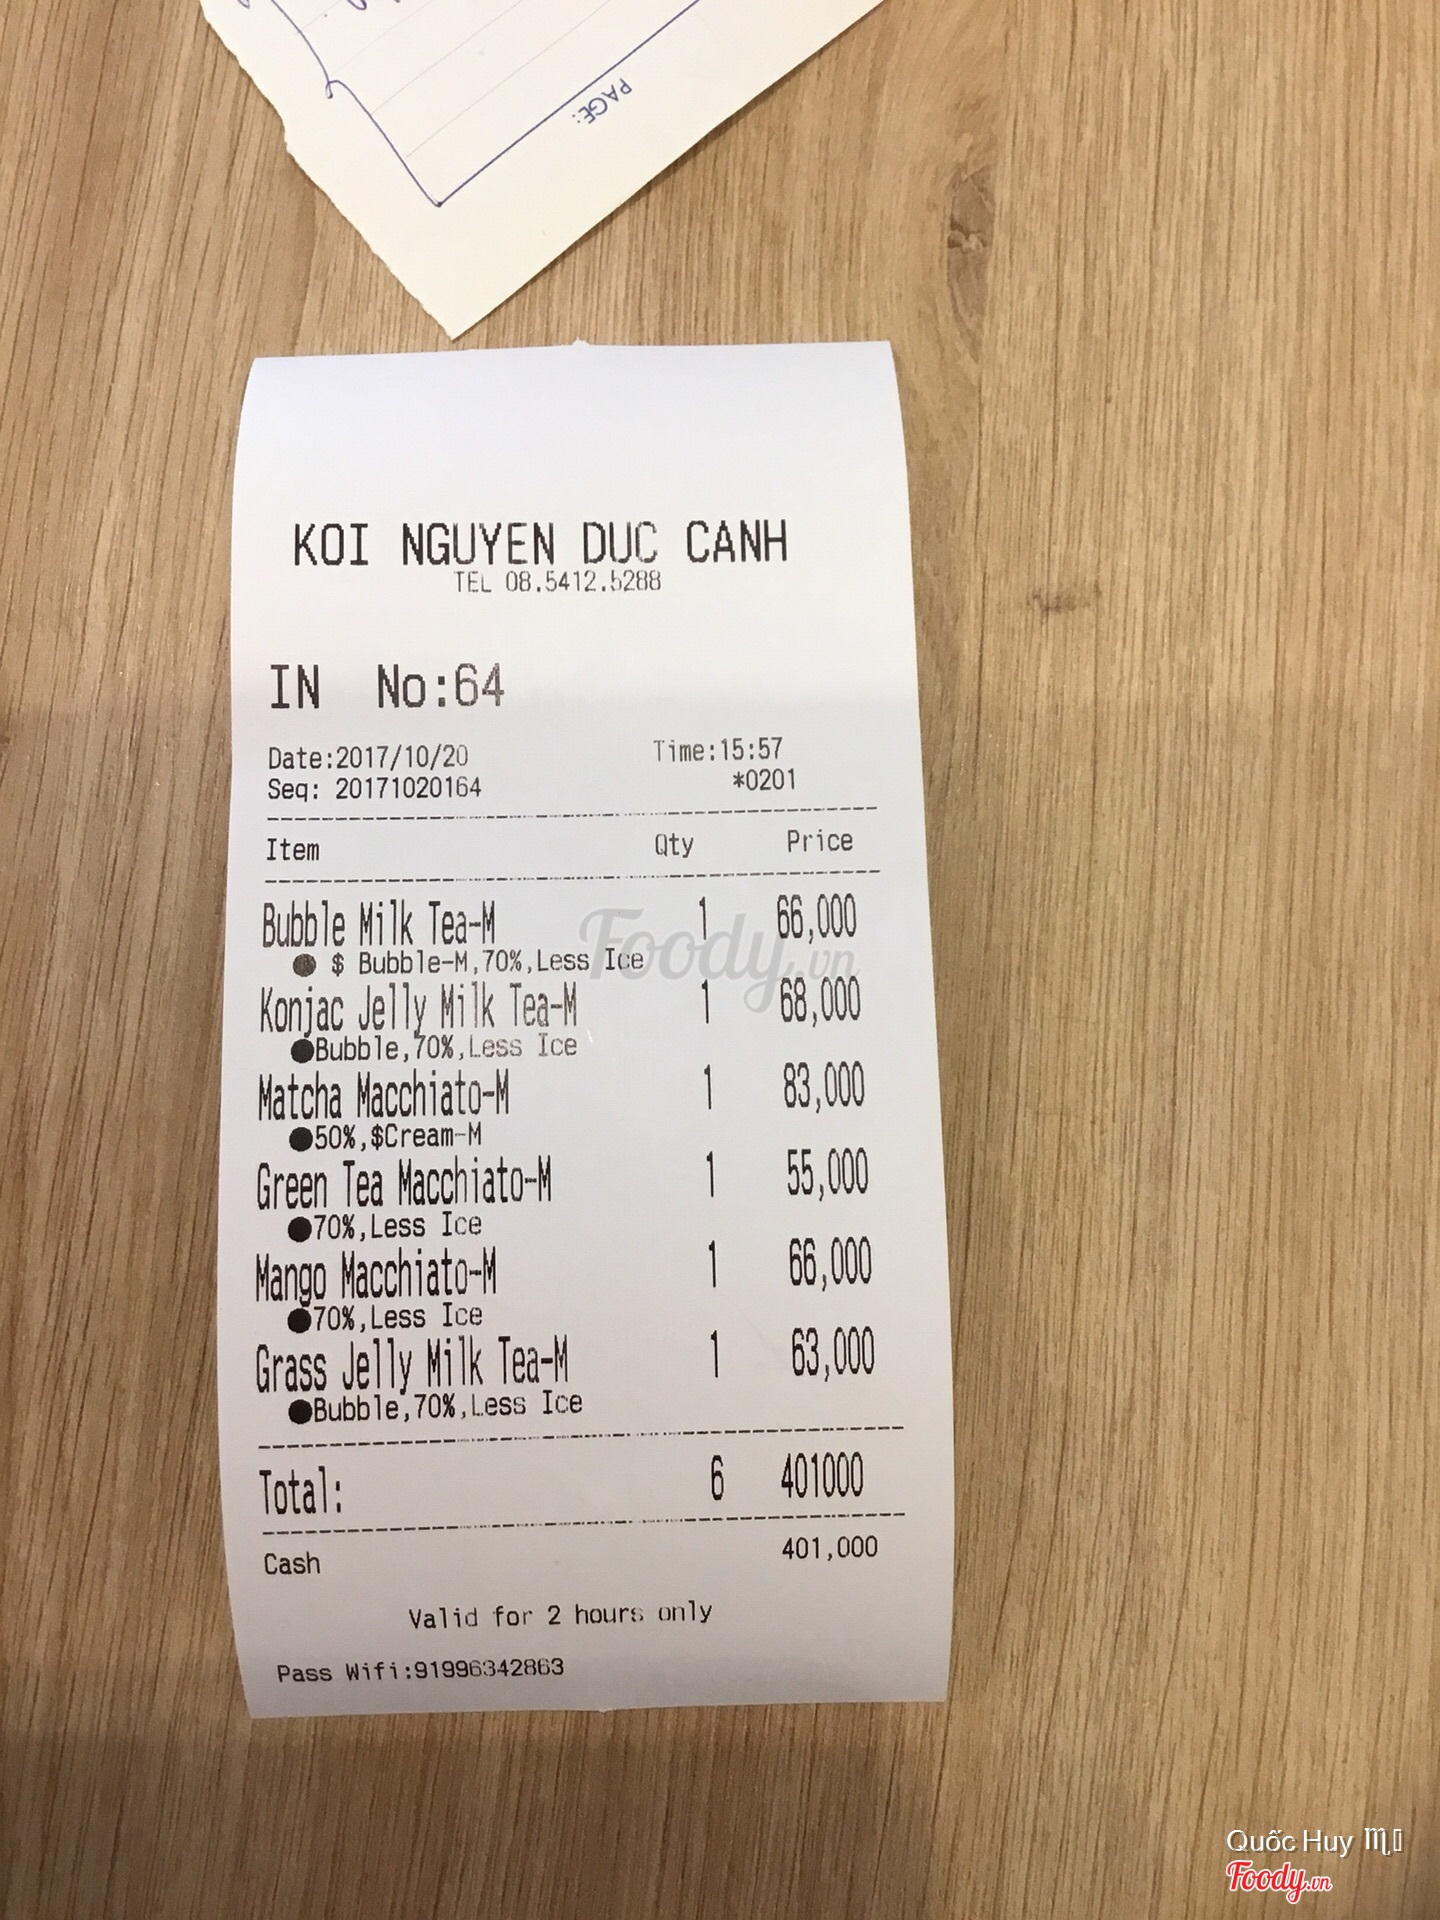 PAGE:
KOI NGUYEN DUC CANH
TEL 08.5412.5288
IN No:64
Date:2017/10/20 Time:15:57
Seq: 20171020164 *0201
Item Qty Price
Bubble Milk Tea-M 1 66,000
● $ Bubble-M,70%,Less Ice
Konjac Jelly Milk Tea-M 1 68,000
●Bubble,70%,Less Ice
Matcha Macchiato-M 1 83,000
●50%,$Cream-M
Green Tea Macchiato-M 1 55,000
●70%,Less Ice
Mango Macchiato-M 1 66,000
●70%,Less Ice
Grass Jelly Milk Tea-M 1 63,000
●Bubble,70%,Less Ice
Total: 6 401000
Cash 401,000
Valid for 2 hours only
Pass Wifi:91996342863
Foody.vn
Quốc Huy
Foody.vn